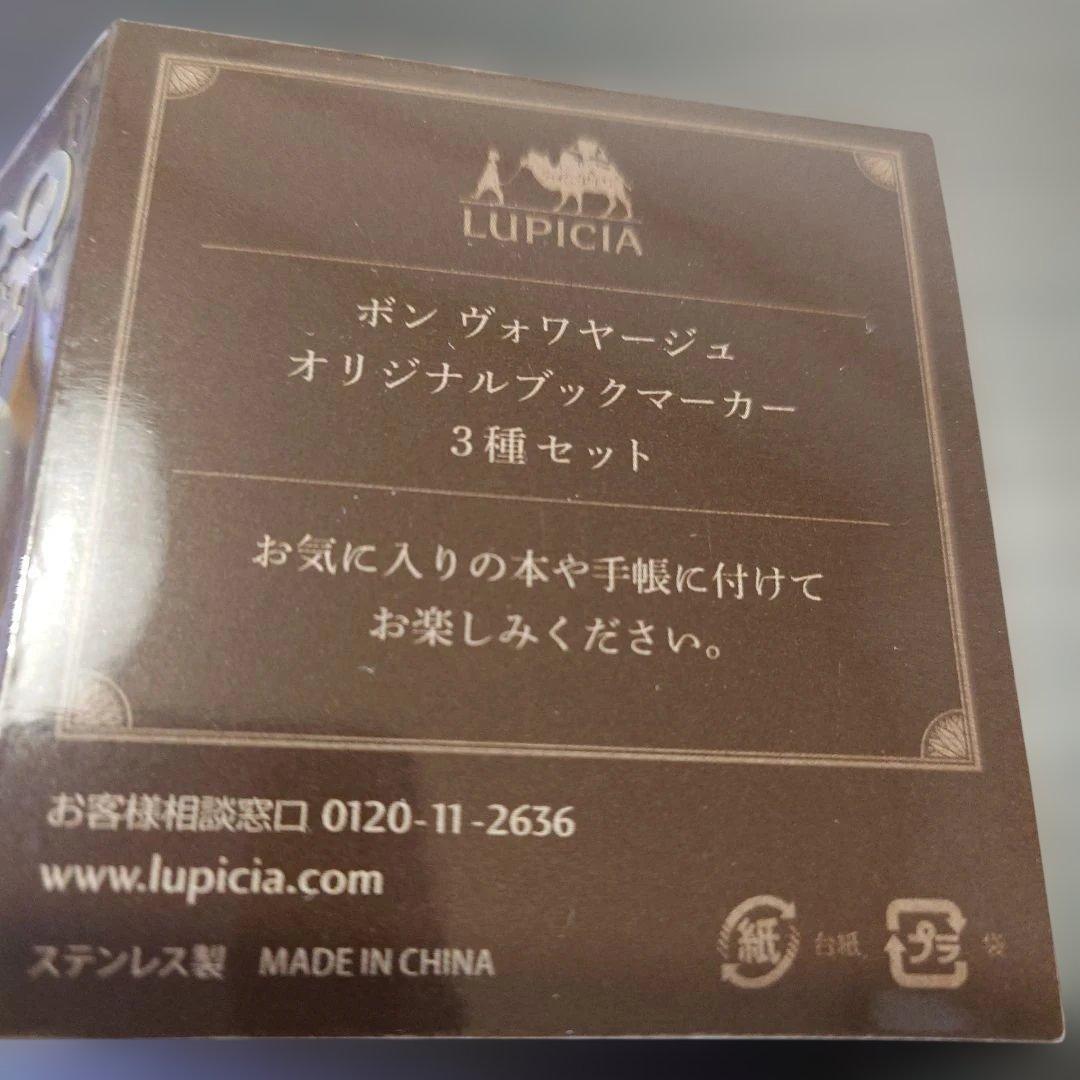 LUPICIA
ボン ヴォワヤージュ
オリジナルブックマーカー
3種セット
お気に入りの本や手帳に付けて
お楽しみください。
お客様相談窓口 0120-11-2636
www.lupicia.com
ステンレス製 MADE IN CHINA
紙 台紙 プラ 袋